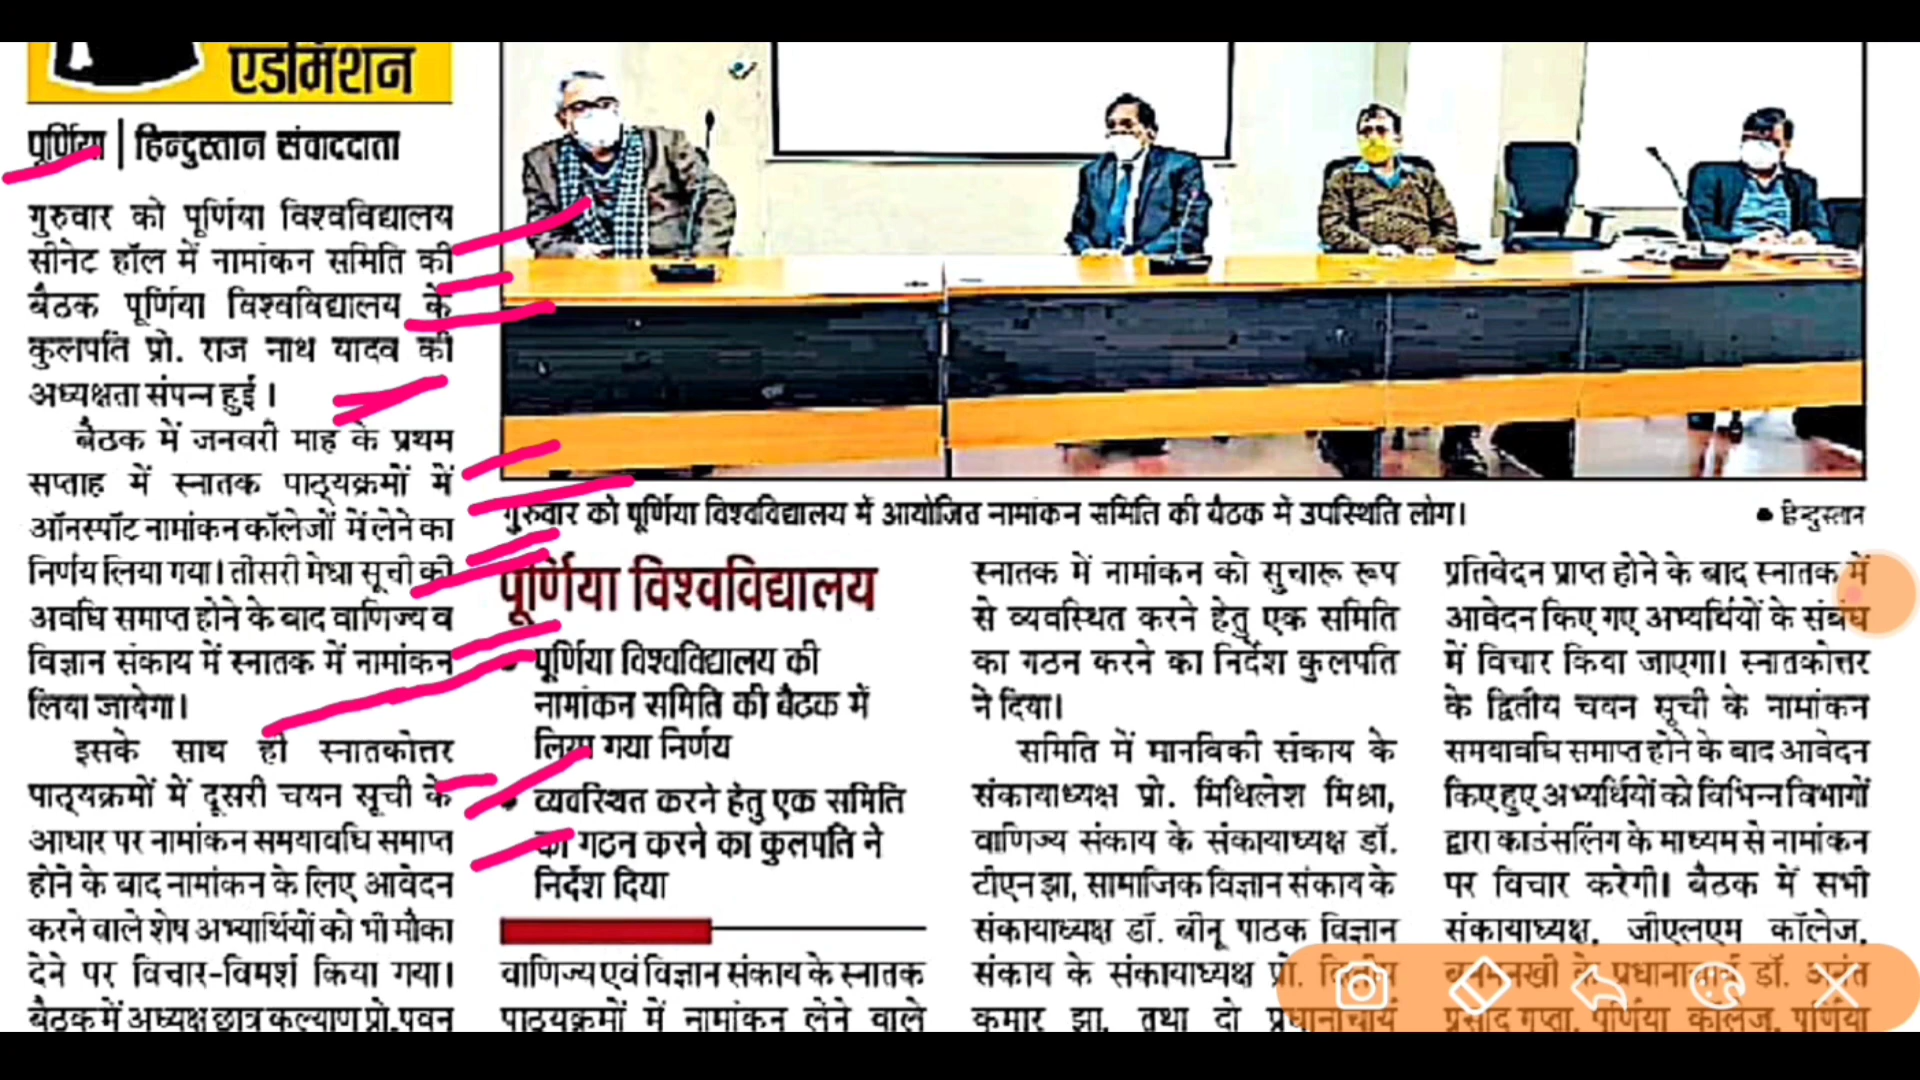 एडमिशन
पूर्णिया | हिन्दुस्तान संवाददाता
गुरुवार को पूर्णिया विश्वविद्यालय
सीनेट हॉल में नामांकन समिति की
बैठक पूर्णिया विश्वविद्यालय के
कुलपति प्रो. राज नाथ यादव की
अध्यक्षता संपन्न हुई ।
बैठक में जनवरी माह के प्रथम
सप्ताह में स्नातक पाठ्यक्रमों में
ऑनस्पॉट नामांकन कॉलेजों में लेने का
निर्णय लिया गया। तीसरी मेधा सूची की
अवधि समाप्त होने के बाद वाणिज्य व
विज्ञान संकाय में स्नातक में नामांकन
लिया जायेगा।
इसके साथ ही स्नातकोत्तर
पाठ्यक्रमों में दूसरी चयन सूची के
आधार पर नामांकन समयावधि समाप्त
होने के बाद नामांकन के लिए आवेदन
करने वाले शेष अभ्यार्थियों को भी मौका
देने पर विचार-विमर्श किया गया।
बैठक में अध्यक्ष छात्र कल्याण प्रो. पवन
गुरुवार को पूर्णिया विश्वविद्यालय में आयोजित नामांकन समिति की बैठक में उपस्थिति लोग।
● हिन्दुस्तान
पूर्णिया विश्वविद्यालय
● पूर्णिया विश्वविद्यालय की
नामांकन समिति की बैठक में
लिया गया निर्णय
● व्यवस्थित करने हेतु एक समिति
का गठन करने का कुलपति ने
निर्देश दिया
वाणिज्य एवं विज्ञान संकाय के स्नातक
पाठ्यक्रमों में नामांकन लेने वाले
स्नातक में नामांकन को सुचारू रूप
से व्यवस्थित करने हेतु एक समिति
का गठन करने का निर्देश कुलपति
ने दिया।
समिति में मानविकी संकाय के
संकायाध्यक्ष प्रो. मिथिलेश मिश्रा,
वाणिज्य संकाय के संकायाध्यक्ष डॉ.
टीएन झा, सामाजिक विज्ञान संकाय के
संकायाध्यक्ष डॉ. बीनू पाठक विज्ञान
संकाय के संकायाध्यक्ष प्रो.
कुमार झा, तथा दो प्रधानाचार्य
प्रतिवेदन प्राप्त होने के बाद स्नातक में
आवेदन किए गए अभ्यर्थियों के संबंध
में विचार किया जाएगा। स्नातकोत्तर
के द्वितीय चयन सूची के नामांकन
समयावधि समाप्त होने के बाद आवेदन
किए हुए अभ्यर्थियों को विभिन्न विभागों
द्वारा काउंसलिंग के माध्यम से नामांकन
पर विचार करेगी। बैठक में सभी
संकायाध्यक्ष, जीएलएम कॉलेज,
बनमनखी के प्रधानाचार्य डॉ. अनंत
प्रसाद गुप्ता, पूर्णिया कॉलेज, पूर्णिया